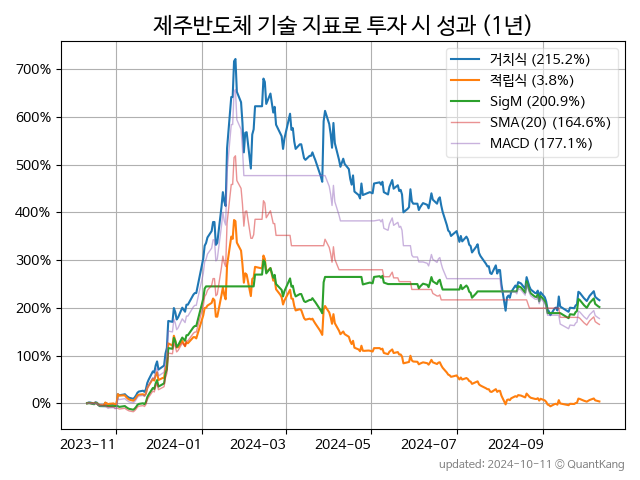 제주반도체 기술 지표로 투자 시 성과 (1년)
거치식 (215.2%)
적립식 (3.8%)
SigM (200.9%)
SMA(20) (164.6%)
MACD (177.1%)
700%
600%
500%
400%
300%
200%
100%
0%
2023-11 2024-01 2024-03 2024-05 2024-07 2024-09
updated: 2024-10-11 © QuantKang